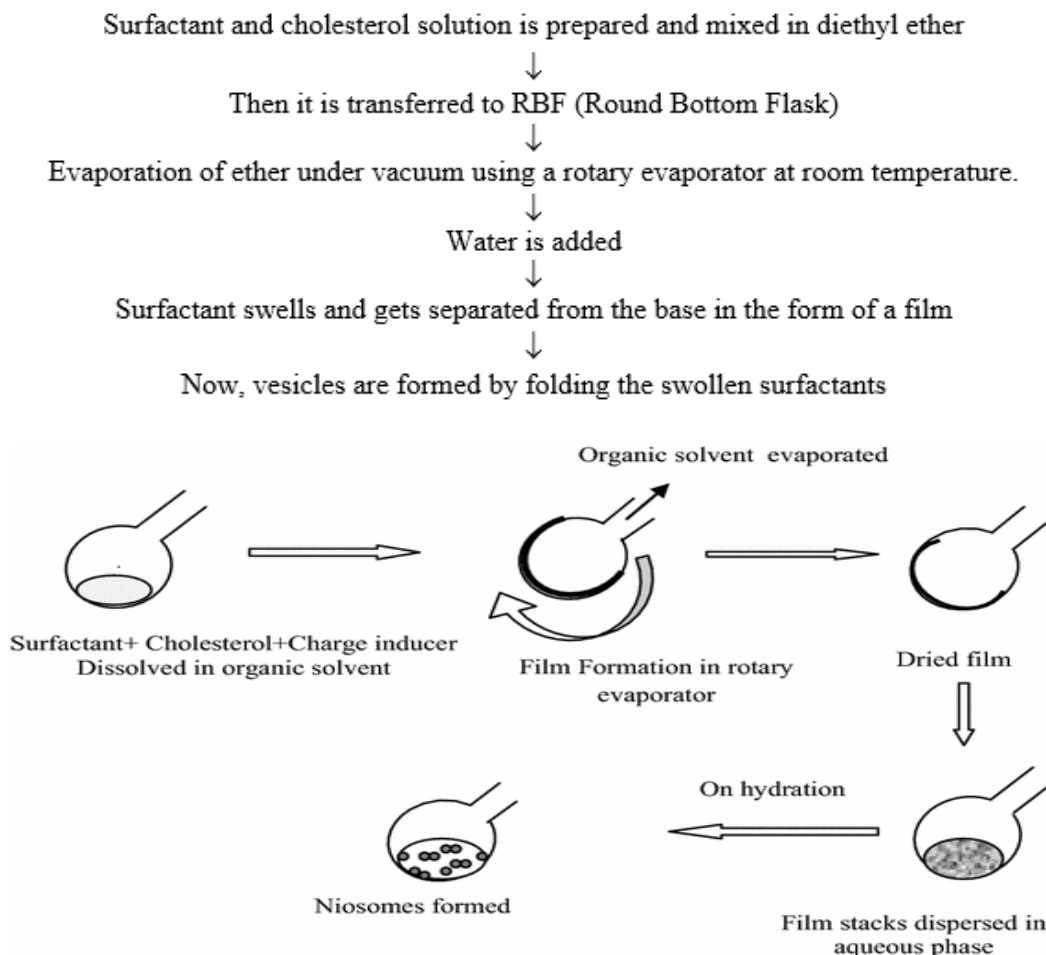 Surfactant and cholesterol solution is prepared and mixed in diethyl ether
↓
Then it is transferred to RBF (Round Bottom Flask)
↓
Evaporation of ether under vacuum using a rotary evaporator at room temperature.
↓
Water is added
↓
Surfactant swells and gets separated from the base in the form of a film
↓
Now, vesicles are formed by folding the swollen surfactants
Organic solvent evaporated
Surfactant+ Cholesterol+Charge inducer
Dissolved in organic solvent
Film Formation in rotary
evaporator
Dried film
On hydration
Niosomes formed
Film stacks dispersed in
aqueous phase